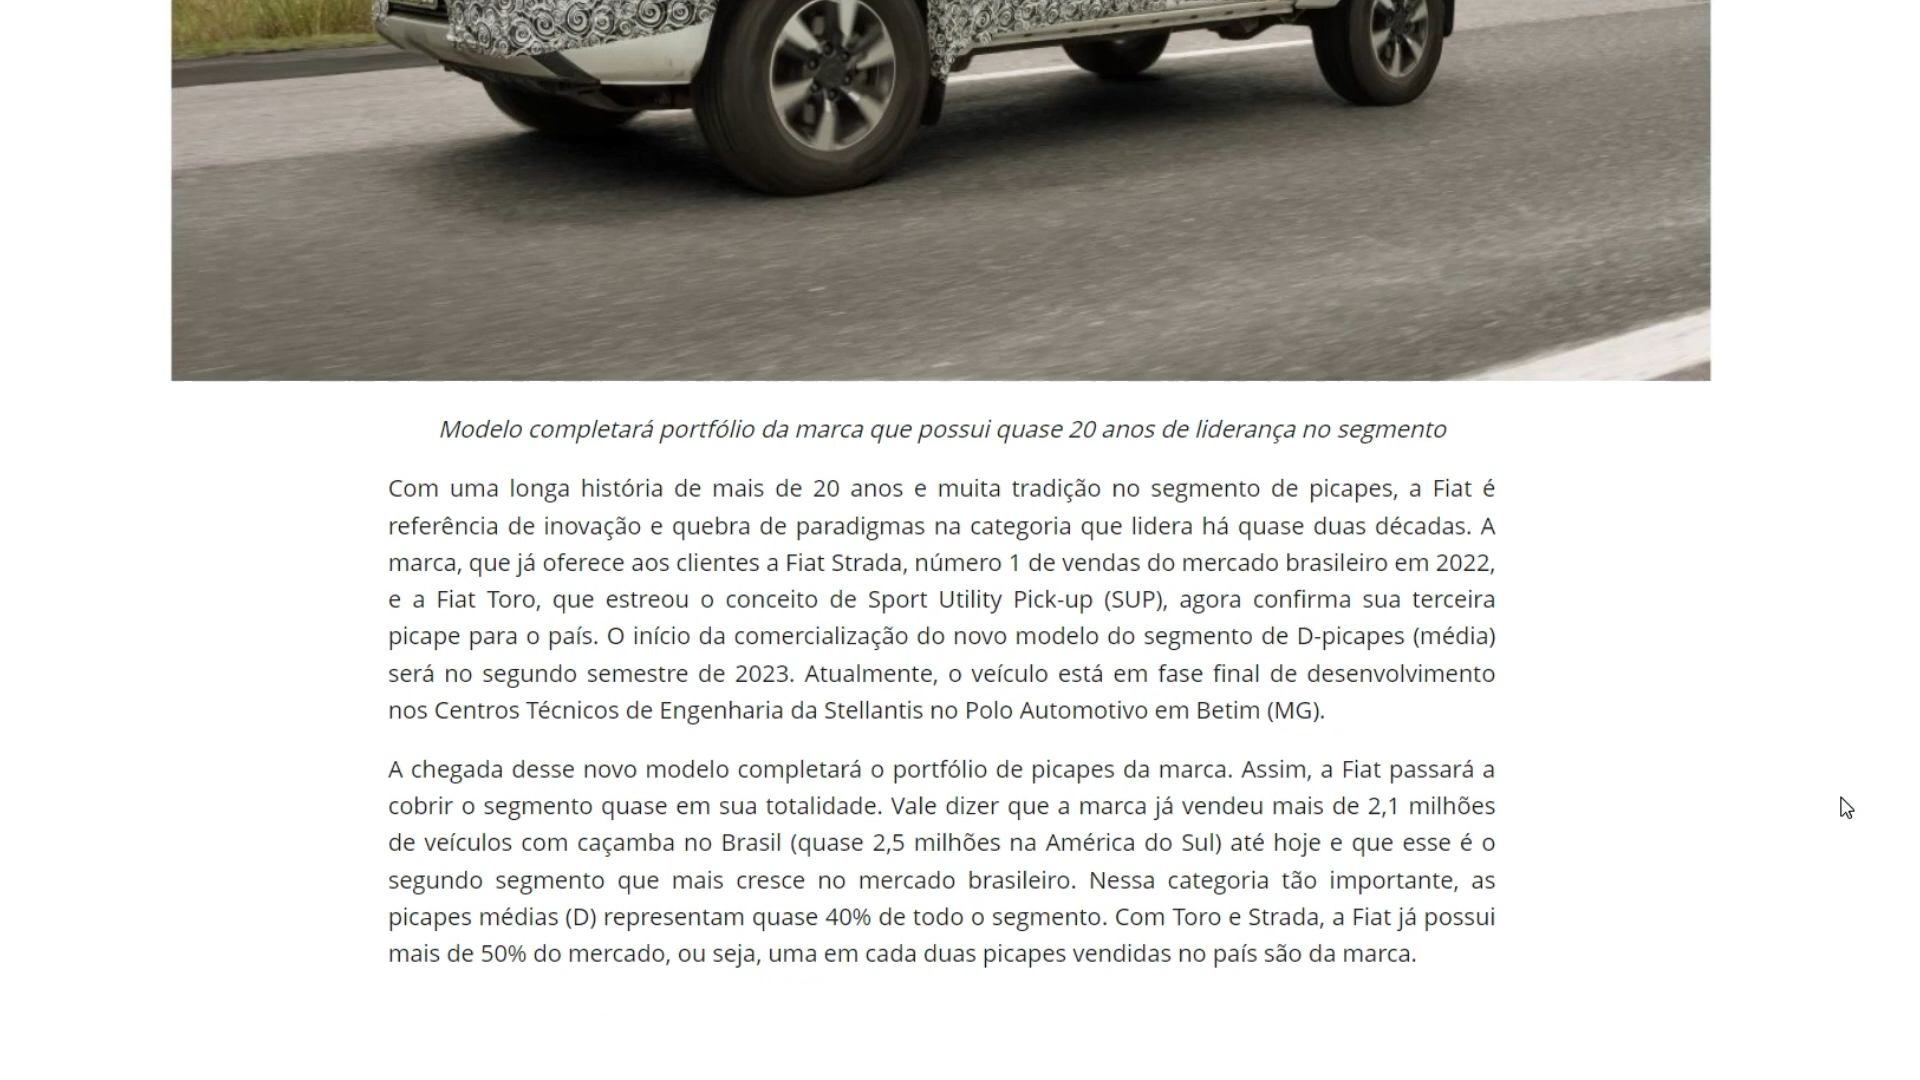 Modelo completará portfólio da marca que possui quase 20 anos de liderança no segmento
Com uma longa história de mais de 20 anos e muita tradição no segmento de picapes, a Fiat é
referência de inovação e quebra de paradigmas na categoria que lidera há quase duas décadas. A
marca, que já oferece aos clientes a Fiat Strada, número 1 de vendas do mercado brasileiro em 2022,
e a Fiat Toro, que estreou o conceito de Sport Utility Pick-up (SUP), agora confirma sua terceira
picape para o país. O início da comercialização do novo modelo do segmento de D-picapes (média)
será no segundo semestre de 2023. Atualmente, o veículo está em fase final de desenvolvimento
nos Centros Técnicos de Engenharia da Stellantis no Polo Automotivo em Betim (MG).
A chegada desse novo modelo completará o portfólio de picapes da marca. Assim, a Fiat passará a
cobrir o segmento quase em sua totalidade. Vale dizer que a marca já vendeu mais de 2,1 milhões
de veículos com caçamba no Brasil (quase 2,5 milhões na América do Sul) até hoje e que esse é o
segundo segmento que mais cresce no mercado brasileiro. Nessa categoria tão importante, as
picapes médias (D) representam quase 40% de todo o segmento. Com Toro e Strada, a Fiat já possui
mais de 50% do mercado, ou seja, uma em cada duas picapes vendidas no país são da marca.